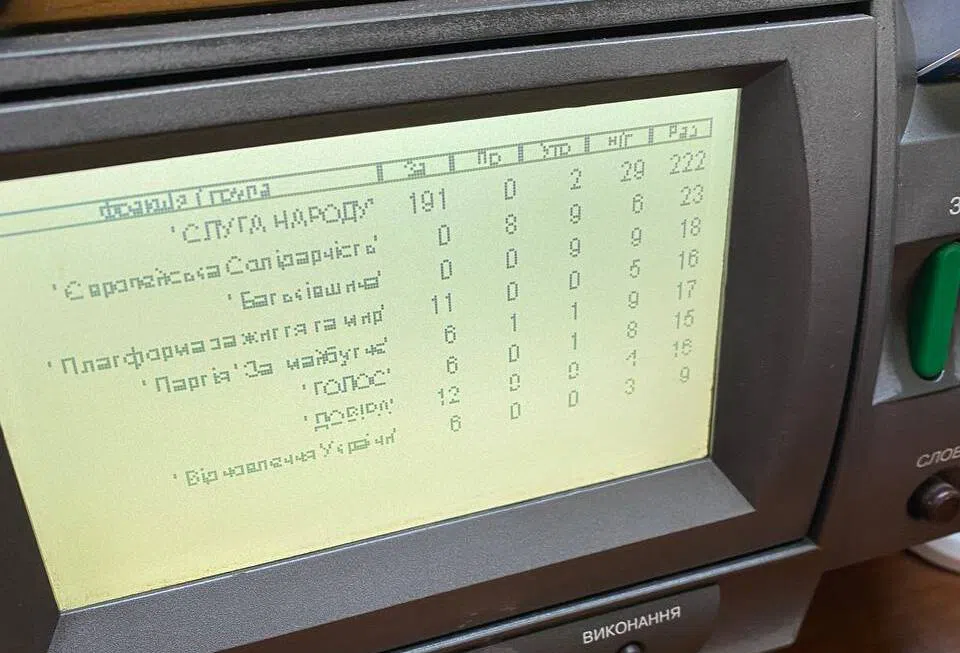 фракція/група За Пр Утр Н/Г Раз
'СЛУГА НАРОДУ' 191 0 2 29 222
'Європейська Солідарність' 0 8 9 6 23
'Батьківщина' 0 0 9 9 18
'Платформа за життя та мир' 11 0 0 5 16
'Партія 'За майбутнє' 6 1 1 9 17
'ГОЛОС' 6 0 1 8 15
'ДОВІРА' 12 0 0 4 16
'Відновлення України' 6 0 0 3 9
ВИКОНАННЯ